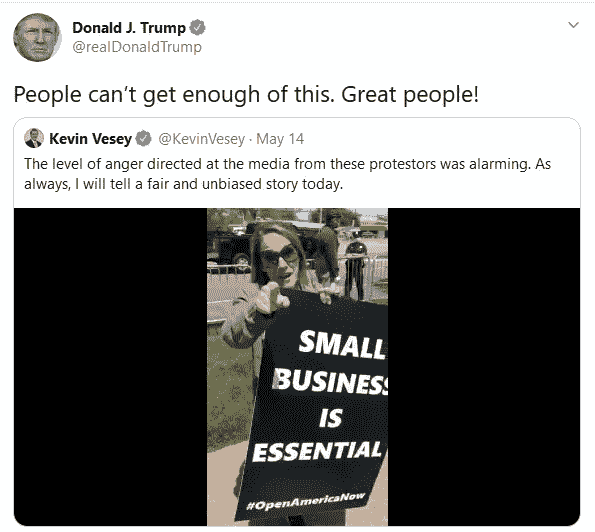 Donald J. Trump
@realDonaldTrump
People can't get enough of this. Great people!
Kevin Vesey @KevinVesey · May 14
The level of anger directed at the media from these protestors was alarming. As
always, I will tell a fair and unbiased story today.
SMALL
BUSINESS
IS
ESSENTIAL
#OpenAmericaNow